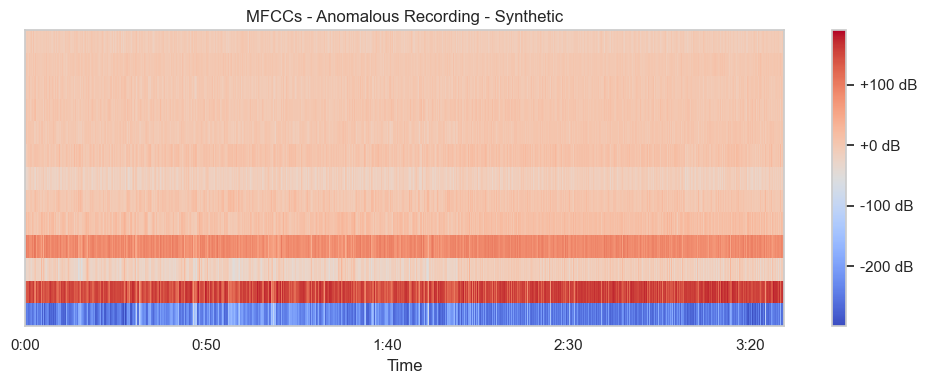 MFCCs - Anomalous Recording - Synthetic
+100 dB
+0 dB
-100 dB
-200 dB
0:00 0:50 1:40 2:30 3:20
Time